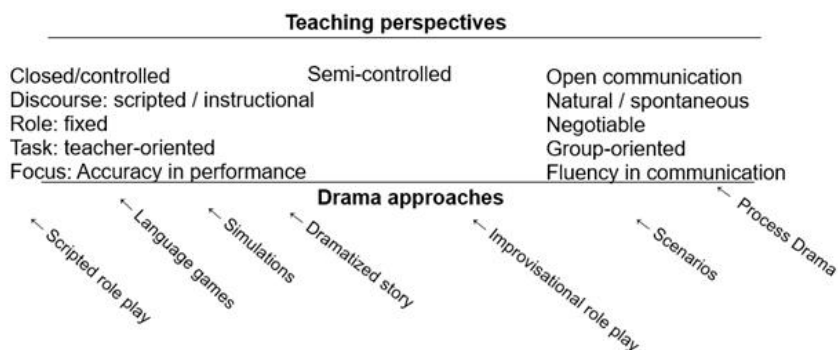 Teaching perspectives
Closed/controlled Semi-controlled Open communication
Discourse: scripted / instructional Natural / spontaneous
Role: fixed Negotiable
Task: teacher-oriented Group-oriented
Focus: Accuracy in performance Fluency in communication
Drama approaches
← Scripted role play
← Language games
← Simulations
← Dramatized story
← Improvisational role play
← Scenarios
← Process Drama